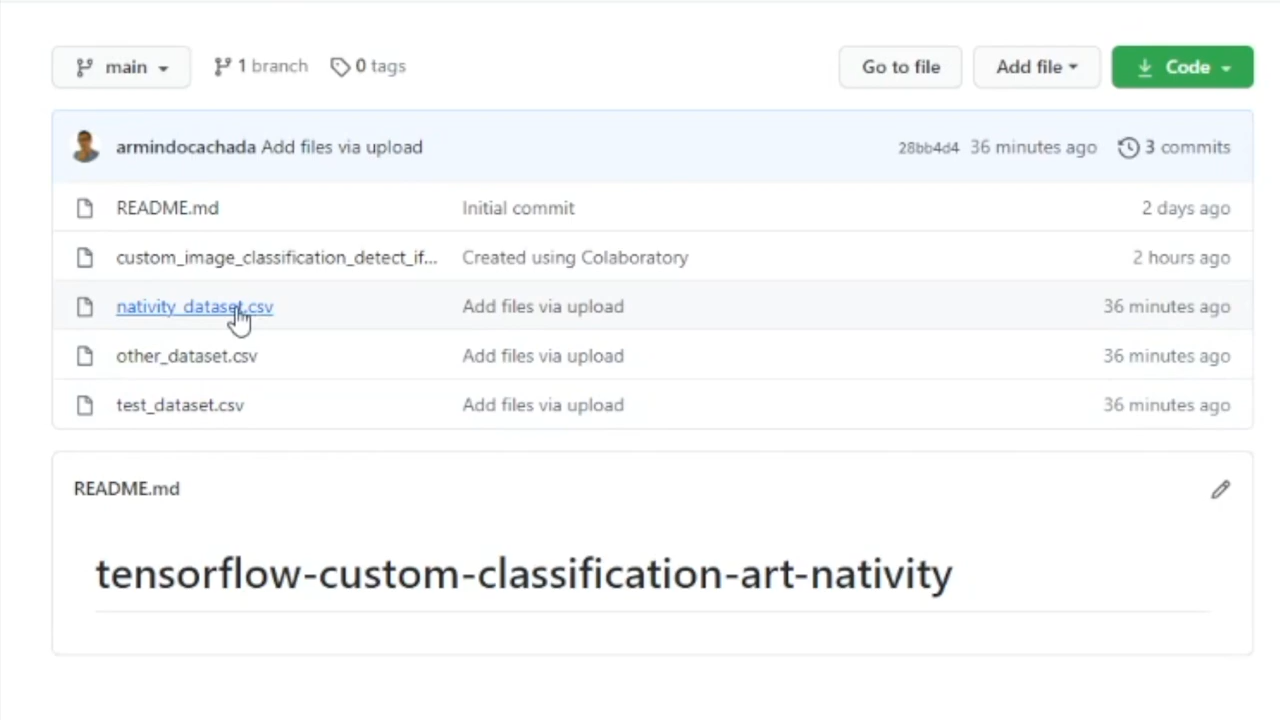 main 1 branch 0 tags Go to file Add file Code
armindocachada Add files via upload 28bb4d4 36 minutes ago 3 commits
README.md Initial commit 2 days ago
custom_image_classification_detect_if... Created using Colaboratory 2 hours ago
nativity_dataset.csv Add files via upload 36 minutes ago
other_dataset.csv Add files via upload 36 minutes ago
test_dataset.csv Add files via upload 36 minutes ago
README.md
tensorflow-custom-classification-art-nativity